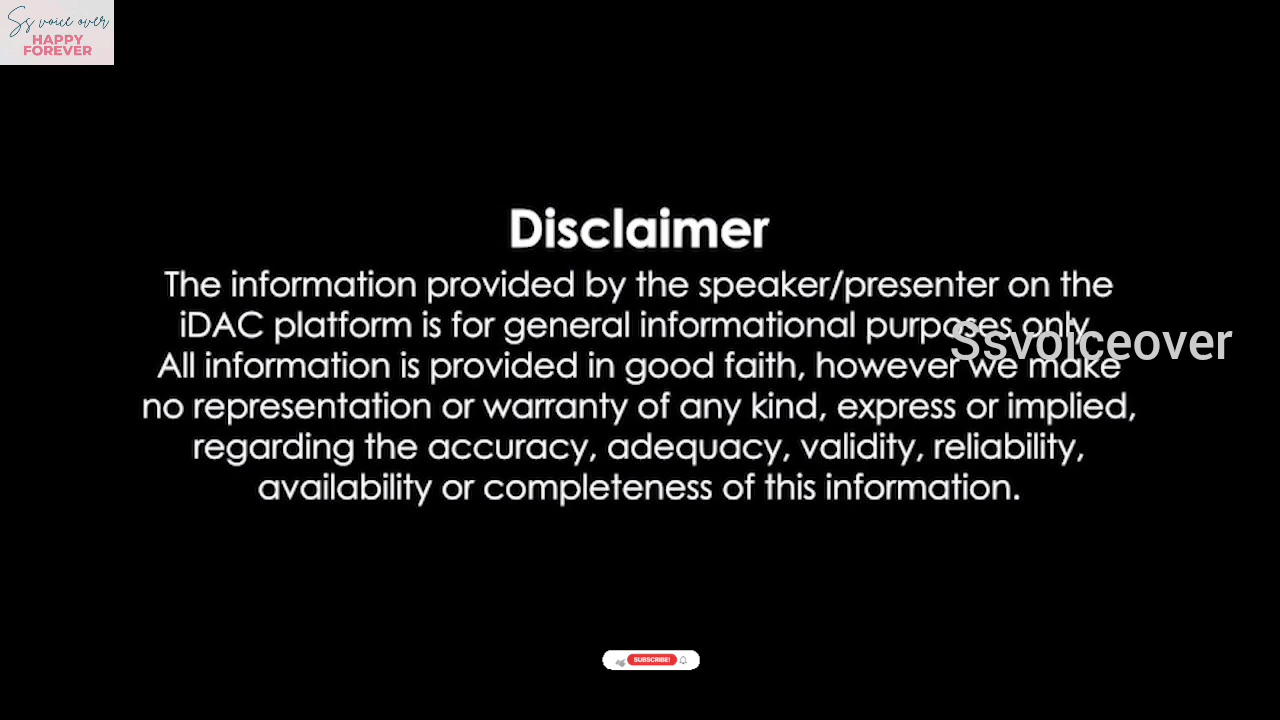 Ss voice over
HAPPY
FOREVER
Disclaimer
The information provided by the speaker/presenter on the
iDAC platform is for general informational purposes only.
Ssvoiceover
All information is provided in good faith, however we make
no representation or warranty of any kind, express or implied,
regarding the accuracy, adequacy, validity, reliability,
availability or completeness of this information.
SUBSCRIBE!